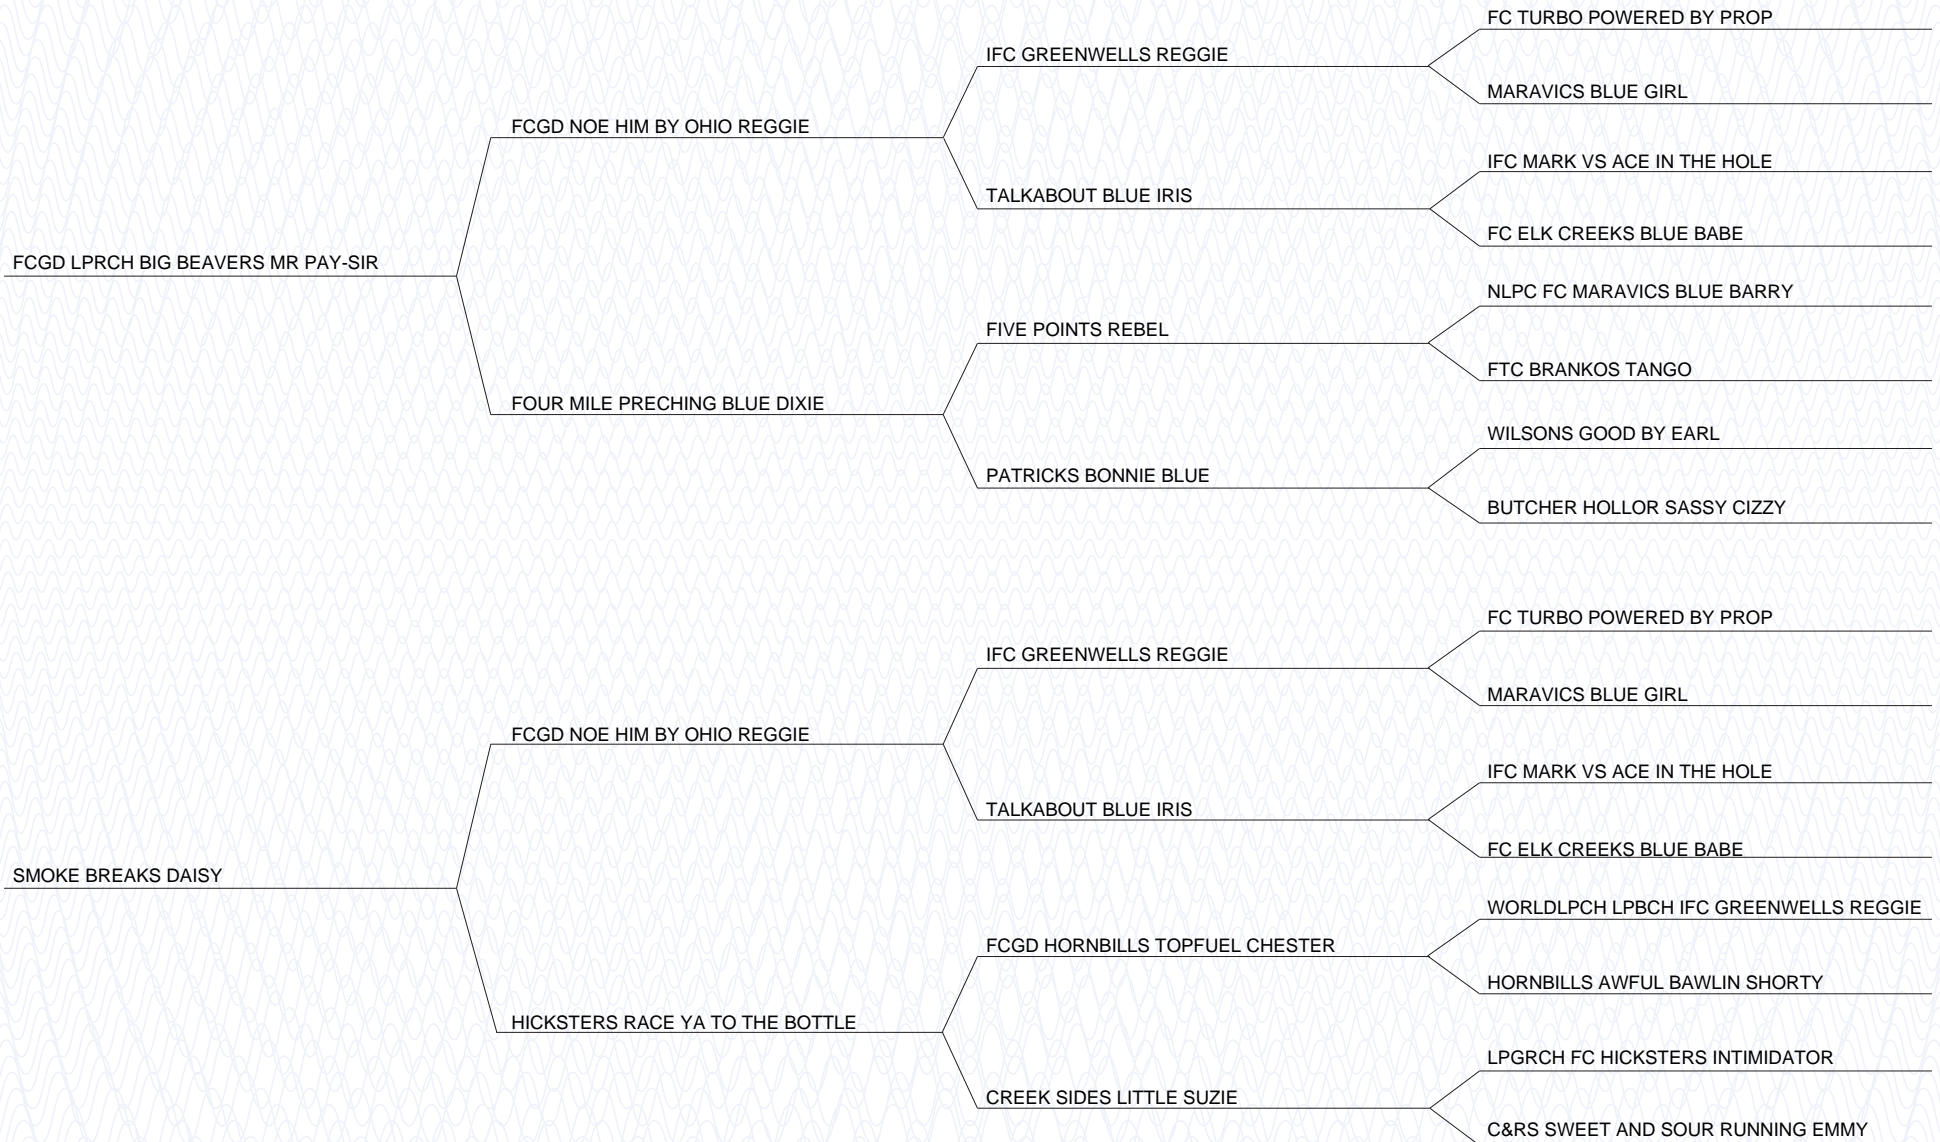 FC TURBO POWERED BY PROP
IFC GREENWELLS REGGIE
MARAVICS BLUE GIRL
FCGD NOE HIM BY OHIO REGGIE
IFC MARK VS ACE IN THE HOLE
TALKABOUT BLUE IRIS
FC ELK CREEKS BLUE BABE
FCGD LPRCH BIG BEAVERS MR PAY-SIR
NLPC FC MARAVICS BLUE BARRY
FIVE POINTS REBEL
FTC BRANKOS TANGO
FOUR MILE PRECHING BLUE DIXIE
WILSONS GOOD BY EARL
PATRICKS BONNIE BLUE
BUTCHER HOLLOR SASSY CIZZY
FC TURBO POWERED BY PROP
IFC GREENWELLS REGGIE
MARAVICS BLUE GIRL
FCGD NOE HIM BY OHIO REGGIE
IFC MARK VS ACE IN THE HOLE
TALKABOUT BLUE IRIS
FC ELK CREEKS BLUE BABE
SMOKE BREAKS DAISY
WORLDLPCH LPBCH IFC GREENWELLS REGGIE
FCGD HORNBILLS TOPFUEL CHESTER
HORNBILLS AWFUL BAWLIN SHORTY
HICKSTERS RACE YA TO THE BOTTLE
LPGRCH FC HICKSTERS INTIMIDATOR
CREEK SIDES LITTLE SUZIE
C&RS SWEET AND SOUR RUNNING EMMY